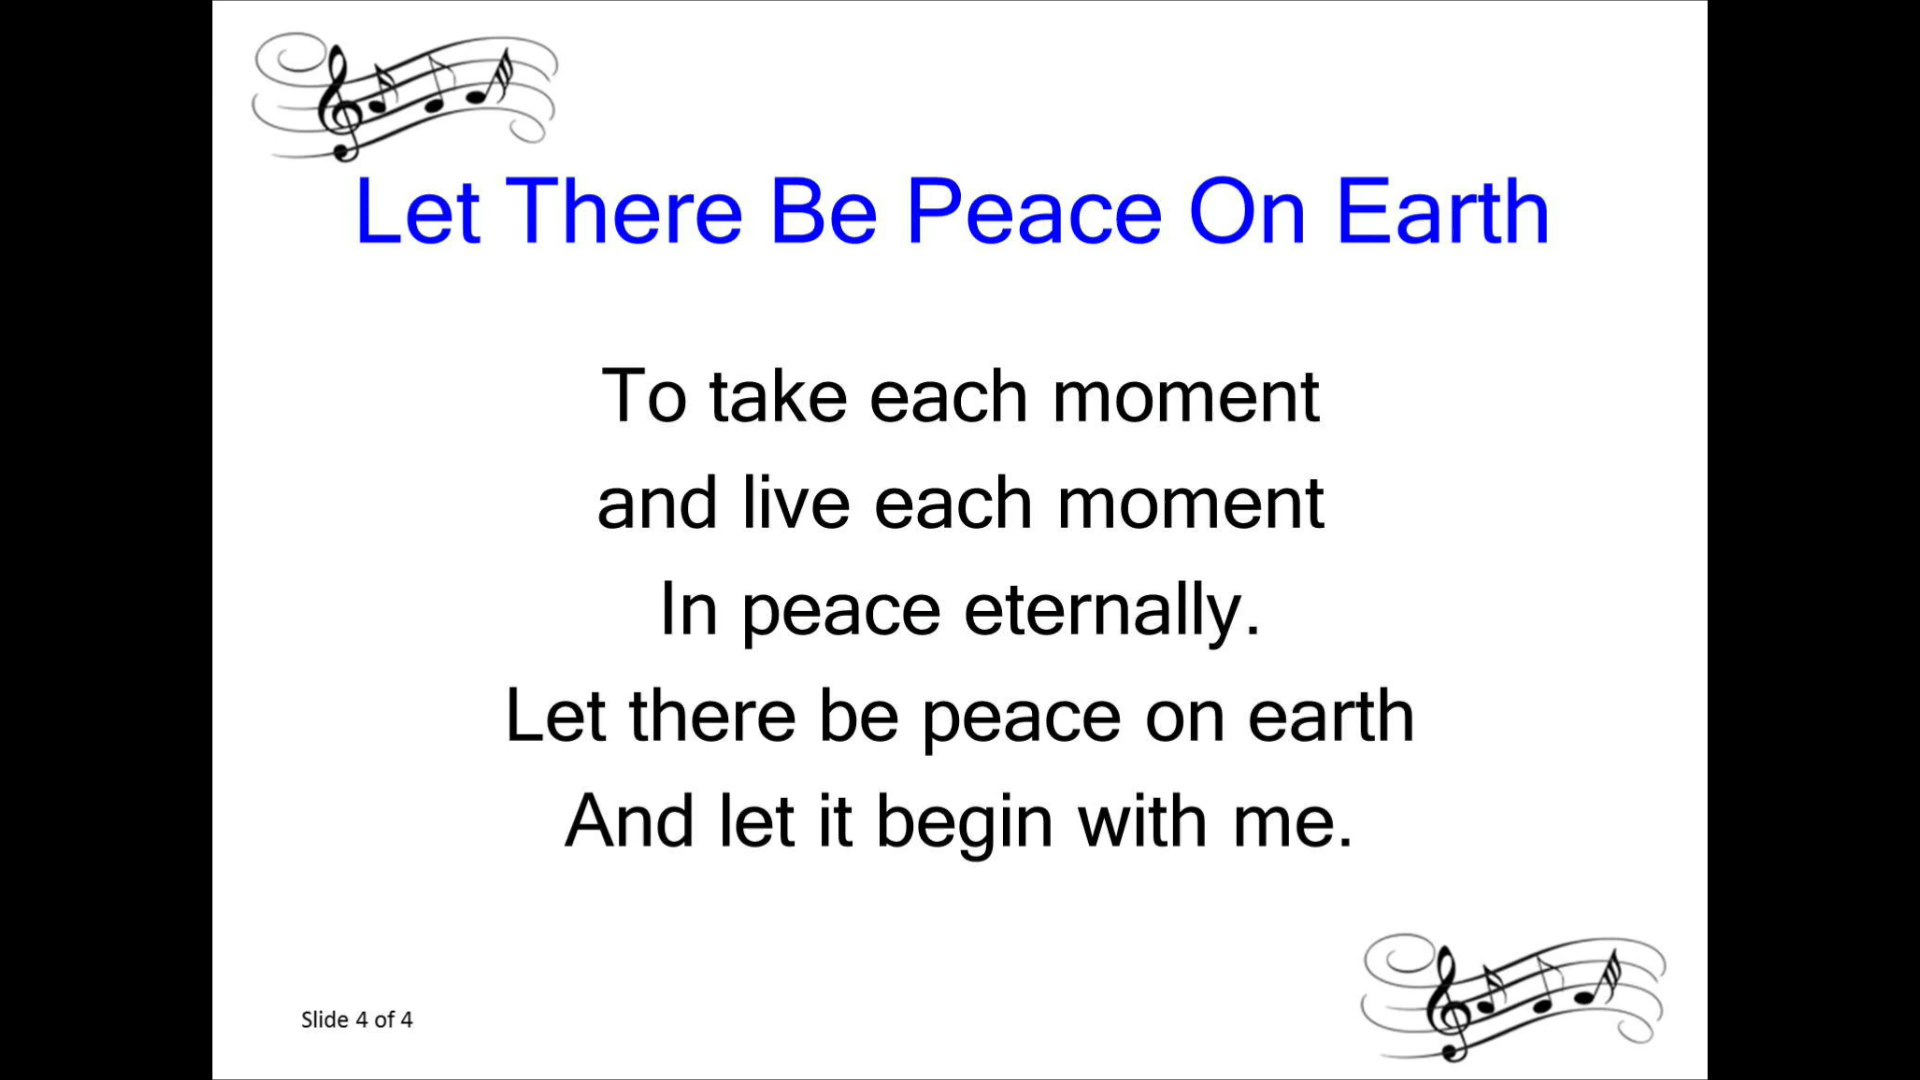 Let There Be Peace On Earth
To take each moment
and live each moment
In peace eternally.
Let there be peace on earth
And let it begin with me.
Slide 4 of 4